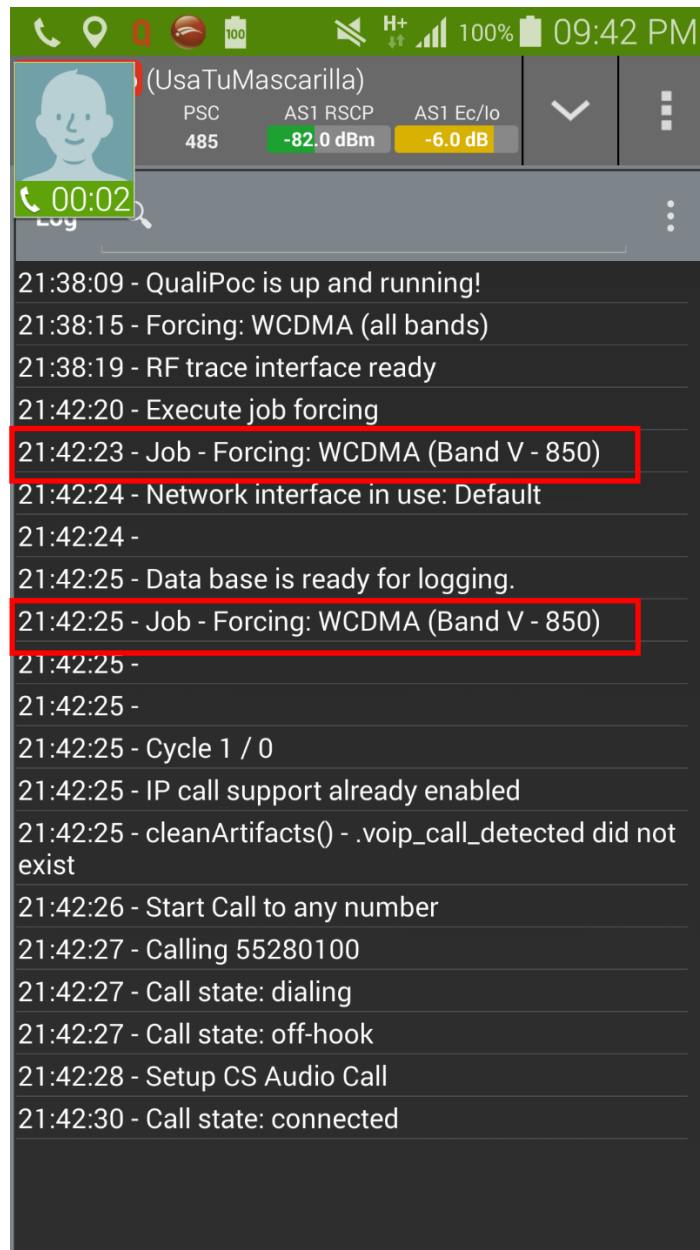 100
H+
100%
09:42 PM
(UsaTuMascarilla)
PSC AS1 RSCP AS1 Ec/Io
485 -82.0 dBm -6.0 dB
00:02
Log
21:38:09 - QualiPoc is up and running!
21:38:15 - Forcing: WCDMA (all bands)
21:38:19 - RF trace interface ready
21:42:20 - Execute job forcing
21:42:23 - Job - Forcing: WCDMA (Band V - 850)
21:42:24 - Network interface in use: Default
21:42:24 -
21:42:25 - Data base is ready for logging.
21:42:25 - Job - Forcing: WCDMA (Band V - 850)
21:42:25 -
21:42:25 -
21:42:25 - Cycle 1 / 0
21:42:25 - IP call support already enabled
21:42:25 - cleanArtifacts() - .voip_call_detected did not
exist
21:42:26 - Start Call to any number
21:42:27 - Calling 55280100
21:42:27 - Call state: dialing
21:42:27 - Call state: off-hook
21:42:28 - Setup CS Audio Call
21:42:30 - Call state: connected